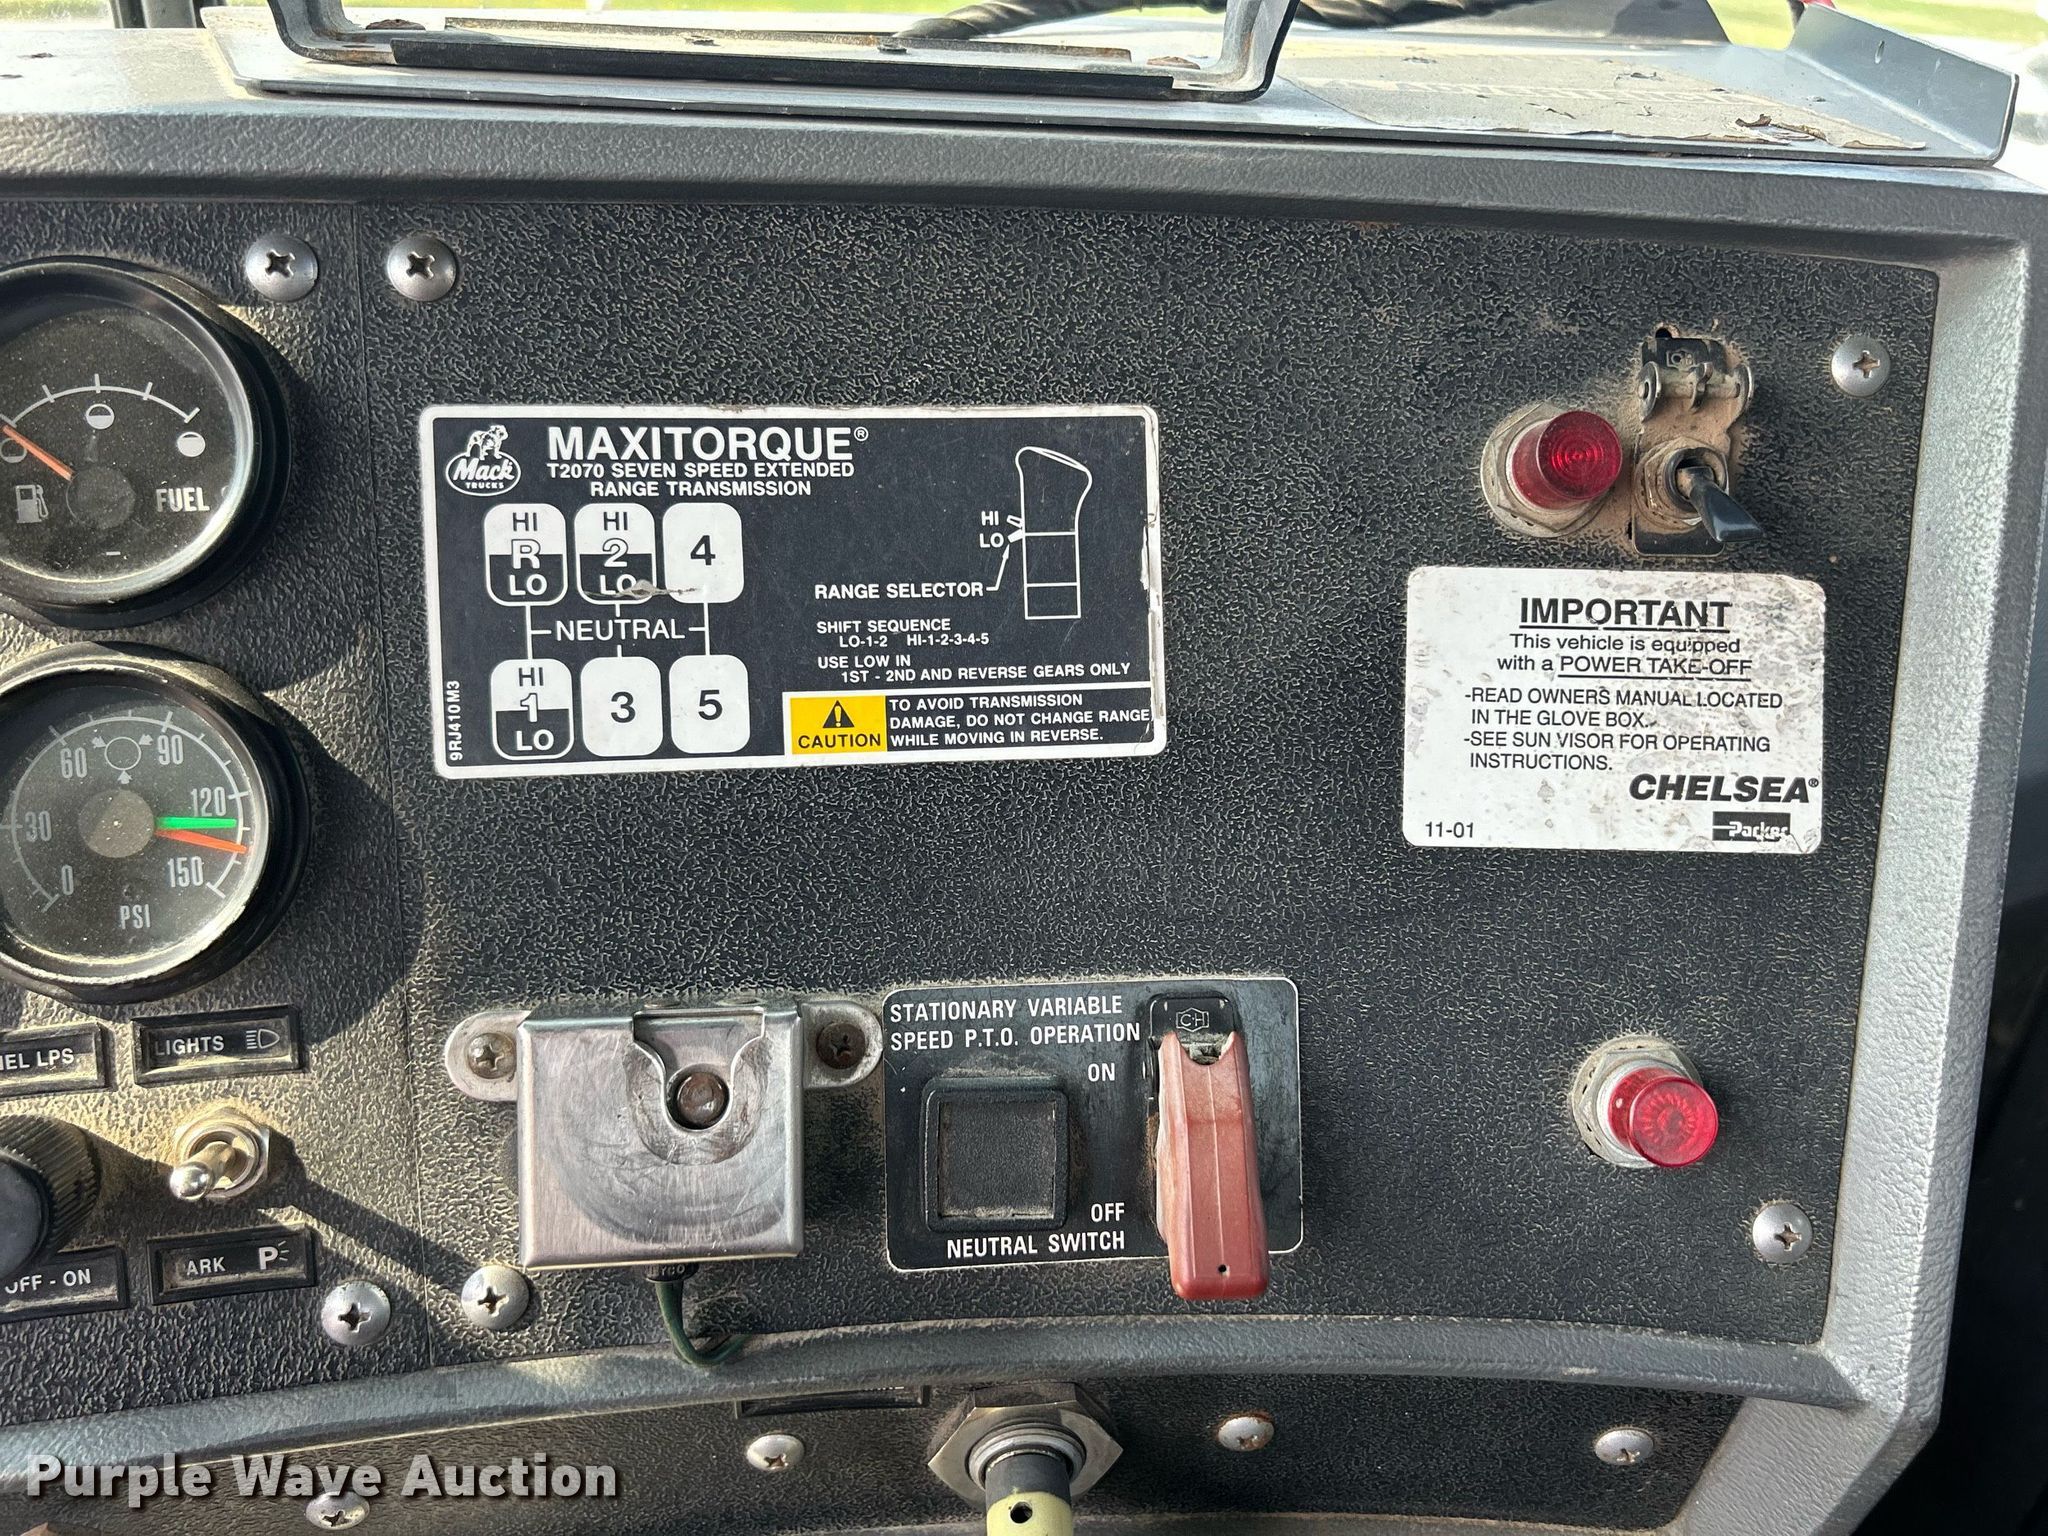 FUEL
60
90
30
120
0
150
PSI
Mack
TRUCKS
MAXITORQUE®
T2070 SEVEN SPEED EXTENDED
RANGE TRANSMISSION
HI
R
LO
HI
2
LO
4
NEUTRAL
HI
1
LO
3
5
9RJ410M3
HI
LO
RANGE SELECTOR
SHIFT SEQUENCE
LO-1-2 HI-1-2-3-4-5
USE LOW IN
1ST - 2ND AND REVERSE GEARS ONLY
CAUTION
TO AVOID TRANSMISSION
DAMAGE, DO NOT CHANGE RANGE
WHILE MOVING IN REVERSE.
IMPORTANT
This vehicle is equipped
with a POWER TAKE-OFF
-READ OWNERS MANUAL LOCATED
IN THE GLOVE BOX.
-SEE SUN VISOR FOR OPERATING
INSTRUCTIONS.
CHELSEA®
11-01
Parker
LPS
LIGHTS
OFF - ON
ARK P
STATIONARY VARIABLE
SPEED P.T.O. OPERATION
ON
OFF
NEUTRAL SWITCH
C-H
Purple Wave Auction